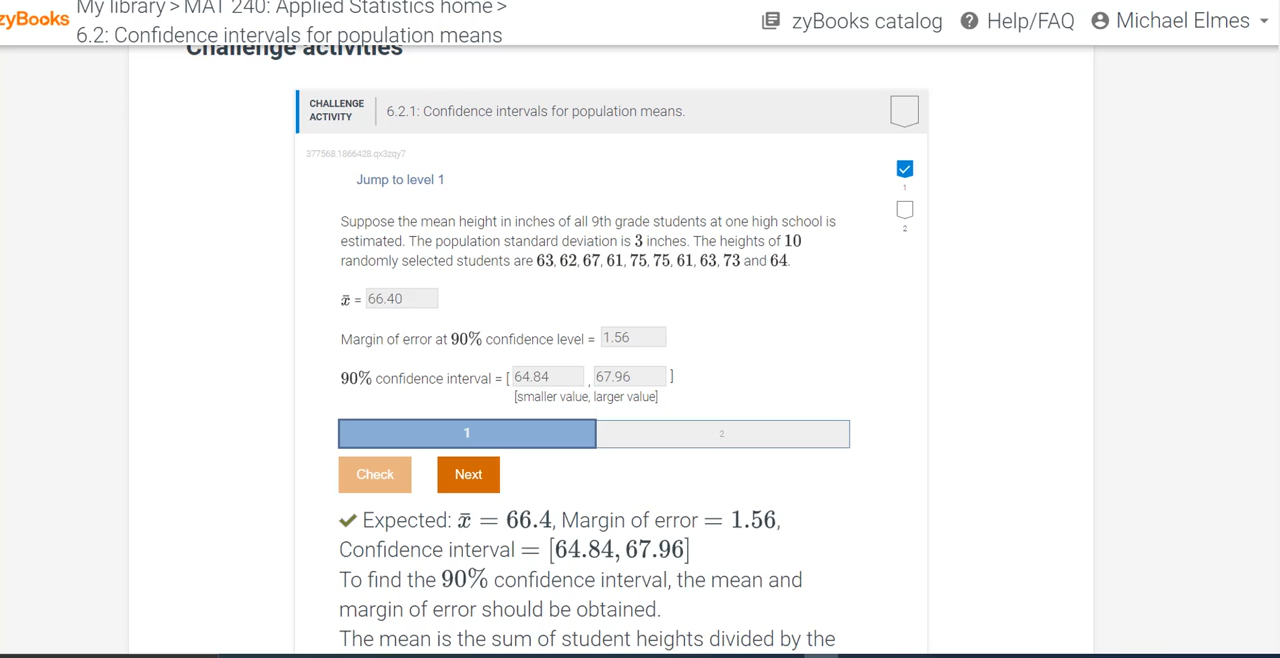 zyBooks
My library > MAT 240: Applied Statistics home >
6.2: Confidence intervals for population means
zyBooks catalog
Help/FAQ
Michael Elmes
Challenge activities
CHALLENGE
ACTIVITY
6.2.1: Confidence intervals for population means.
377568.1866428.qx3zqy7
Jump to level 1
1
2
Suppose the mean height in inches of all 9th grade students at one high school is
estimated. The population standard deviation is 3 inches. The heights of 10
randomly selected students are 63, 62, 67, 61, 75, 75, 61, 63, 73 and 64.
x̄ = 66.40
Margin of error at 90% confidence level = 1.56
90% confidence interval = [ 64.84 , 67.96 ]
[smaller value, larger value]
1
2
Check
Next
Expected: x̄ = 66.4, Margin of error = 1.56,
Confidence interval = [64.84, 67.96]
To find the 90% confidence interval, the mean and
margin of error should be obtained.
The mean is the sum of student heights divided by the